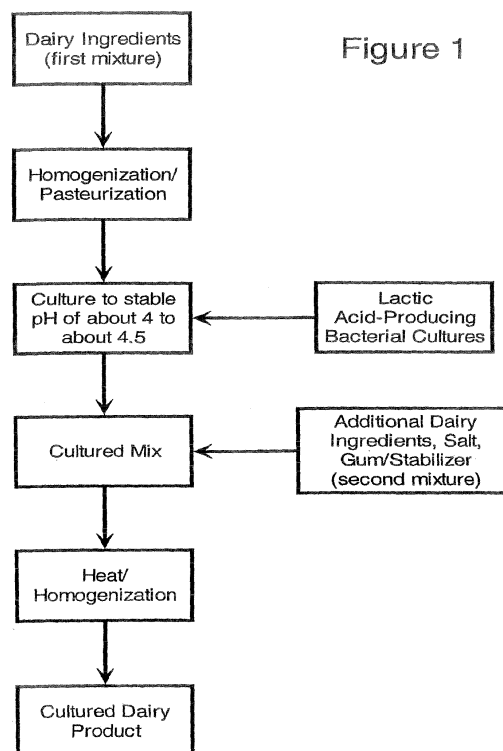 Figure 1
Dairy Ingredients
(first mixture)
Homogenization/
Pasteurization
Culture to stable
pH of about 4 to
about 4.5
Lactic
Acid-Producing
Bacterial Cultures
Cultured Mix
Additional Dairy
Ingredients, Salt,
Gum/Stabilizer
(second mixture)
Heat/
Homogenization
Cultured Dairy
Product